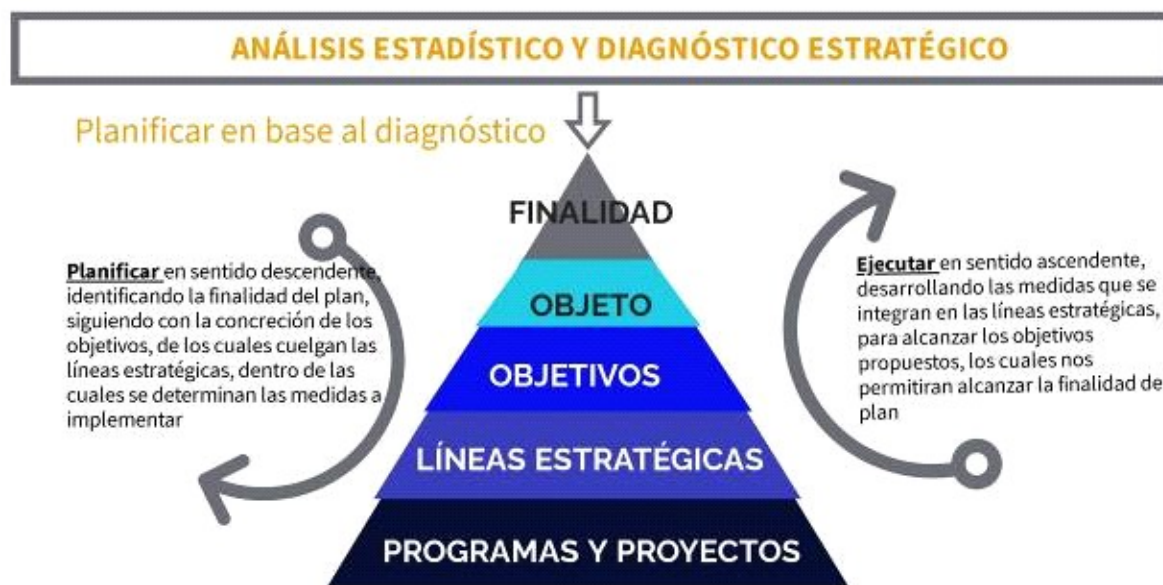 ANÁLISIS ESTADÍSTICO Y DIAGNÓSTICO ESTRATÉGICO
Planificar en base al diagnóstico
FINALIDAD
OBJETO
OBJETIVOS
LÍNEAS ESTRATÉGICAS
PROGRAMAS Y PROYECTOS
Planificar en sentido descendente,
identificando la finalidad del plan,
siguiendo con la concreción de los
objetivos, de los cuales cuelgan las
líneas estratégicas, dentro de las
cuales se determinan las medidas a
implementar
Ejecutar en sentido ascendente,
desarrollando las medidas que se
integran en las líneas estratégicas,
para alcanzar los objetivos
propuestos, los cuales nos
permitiran alcanzar la finalidad de
plan